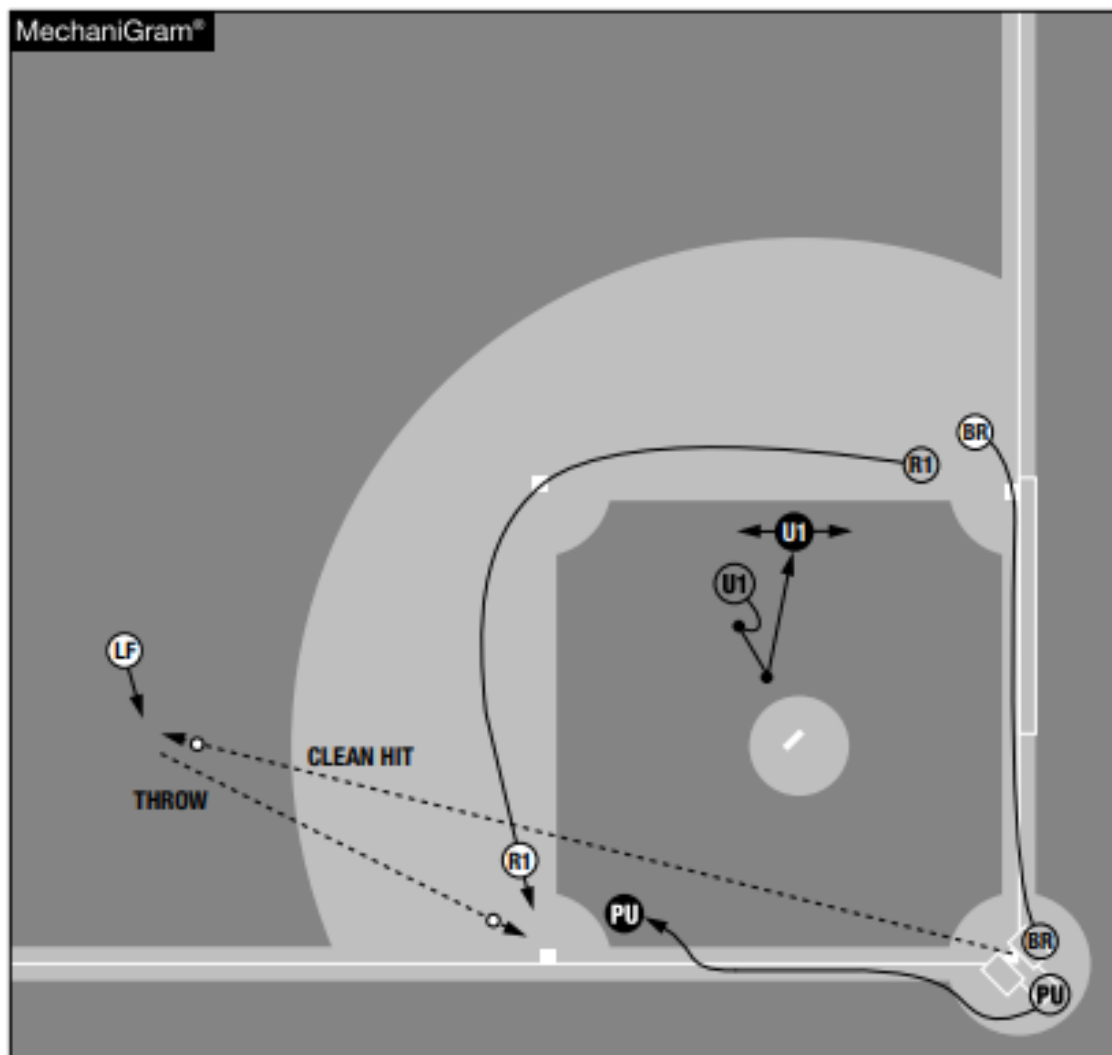 MechaniGram®
BR
R1
U1
U1
LF
CLEAN HIT
THROW
R1
PU
BR
PU